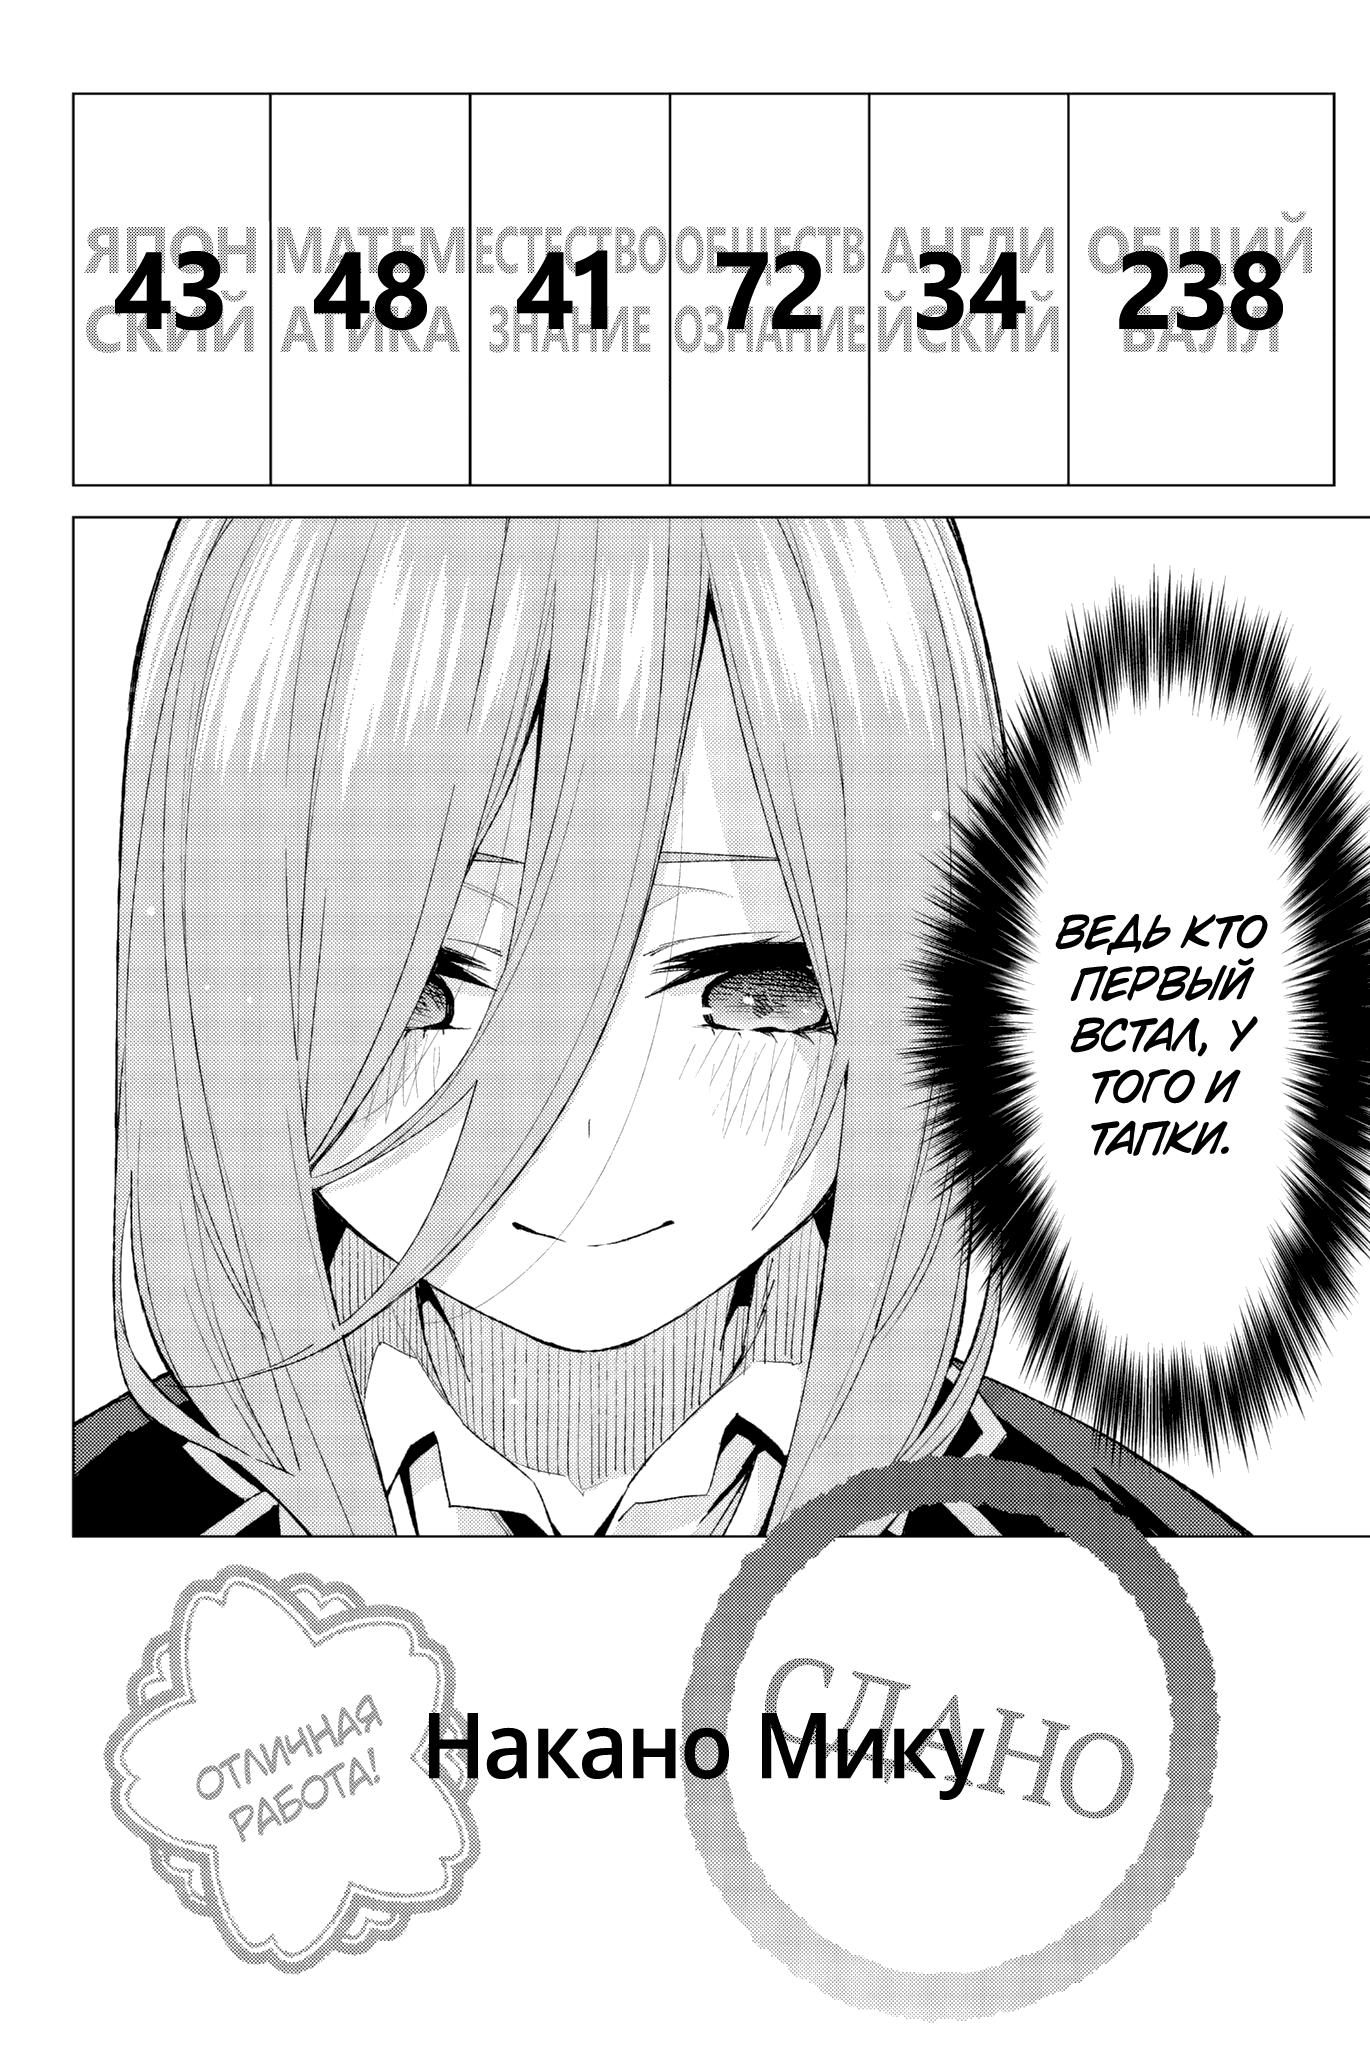 ЯПОН
СКИЙ
43
МАТЕМ
АТИКА
48
ЕСТЕСТВО
ЗНАНИЕ
41
ОБЩЕСТВ
ОЗНАНИЕ
72
АНГЛИ
ЙСКИЙ
34
ОБЩИЙ
БАЛЛ
238
ВЕДЬ КТО
ПЕРВЫЙ
ВСТАЛ, У
ТОГО И
ТАПКИ.
ОТЛИЧНАЯ
РАБОТА!
Накано Мику
СДАНО